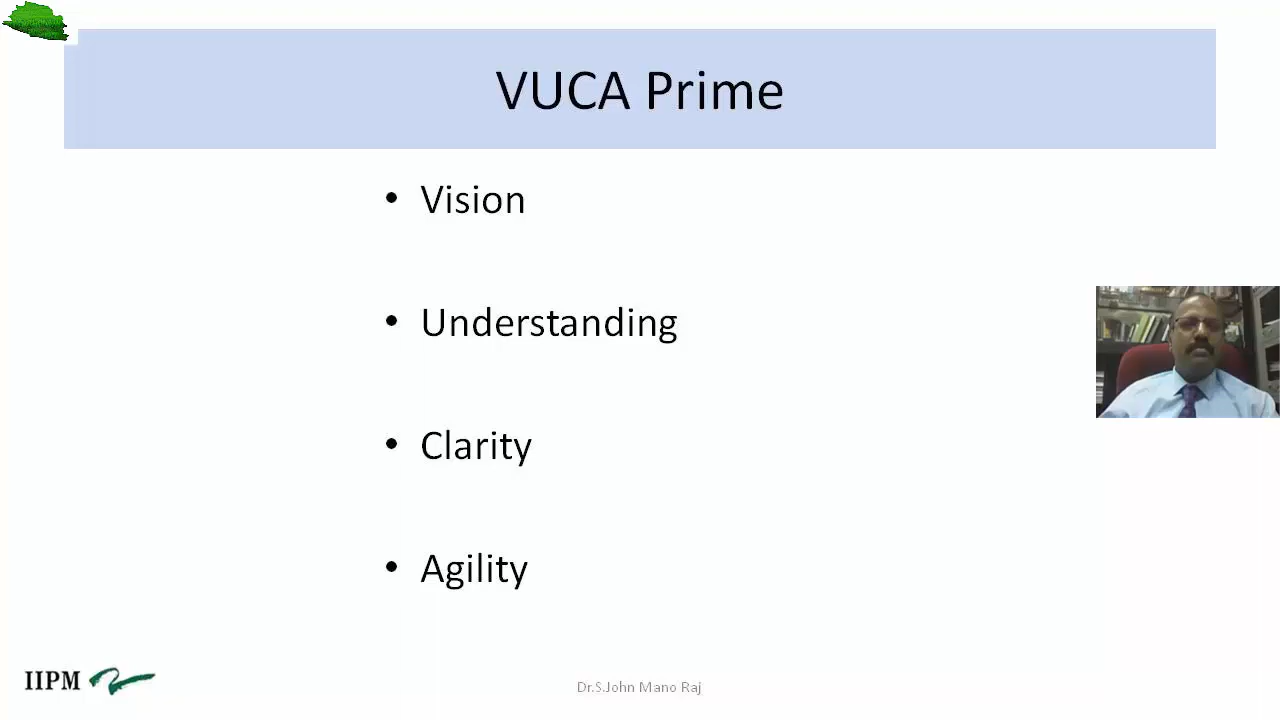 VUCA Prime
• Vision
• Understanding
• Clarity
• Agility
IIPM
Dr.S.John Mano Raj